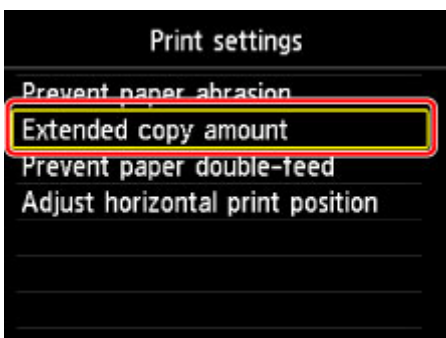 Print settings
Prevent paper abrasion
Extended copy amount
Prevent paper double-feed
Adjust horizontal print position